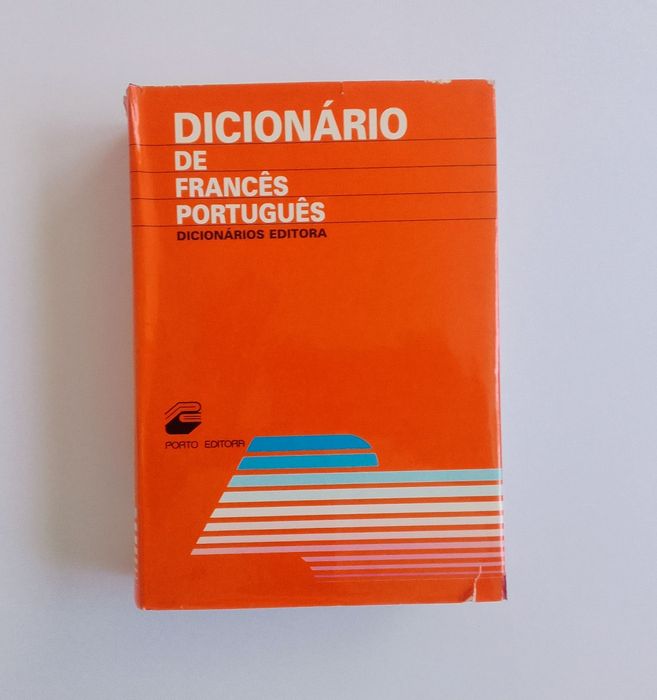 DICIONÁRIO
DE
FRANCÊS
PORTUGUÊS
DICIONÁRIOS EDITORA
PORTO EDITORA